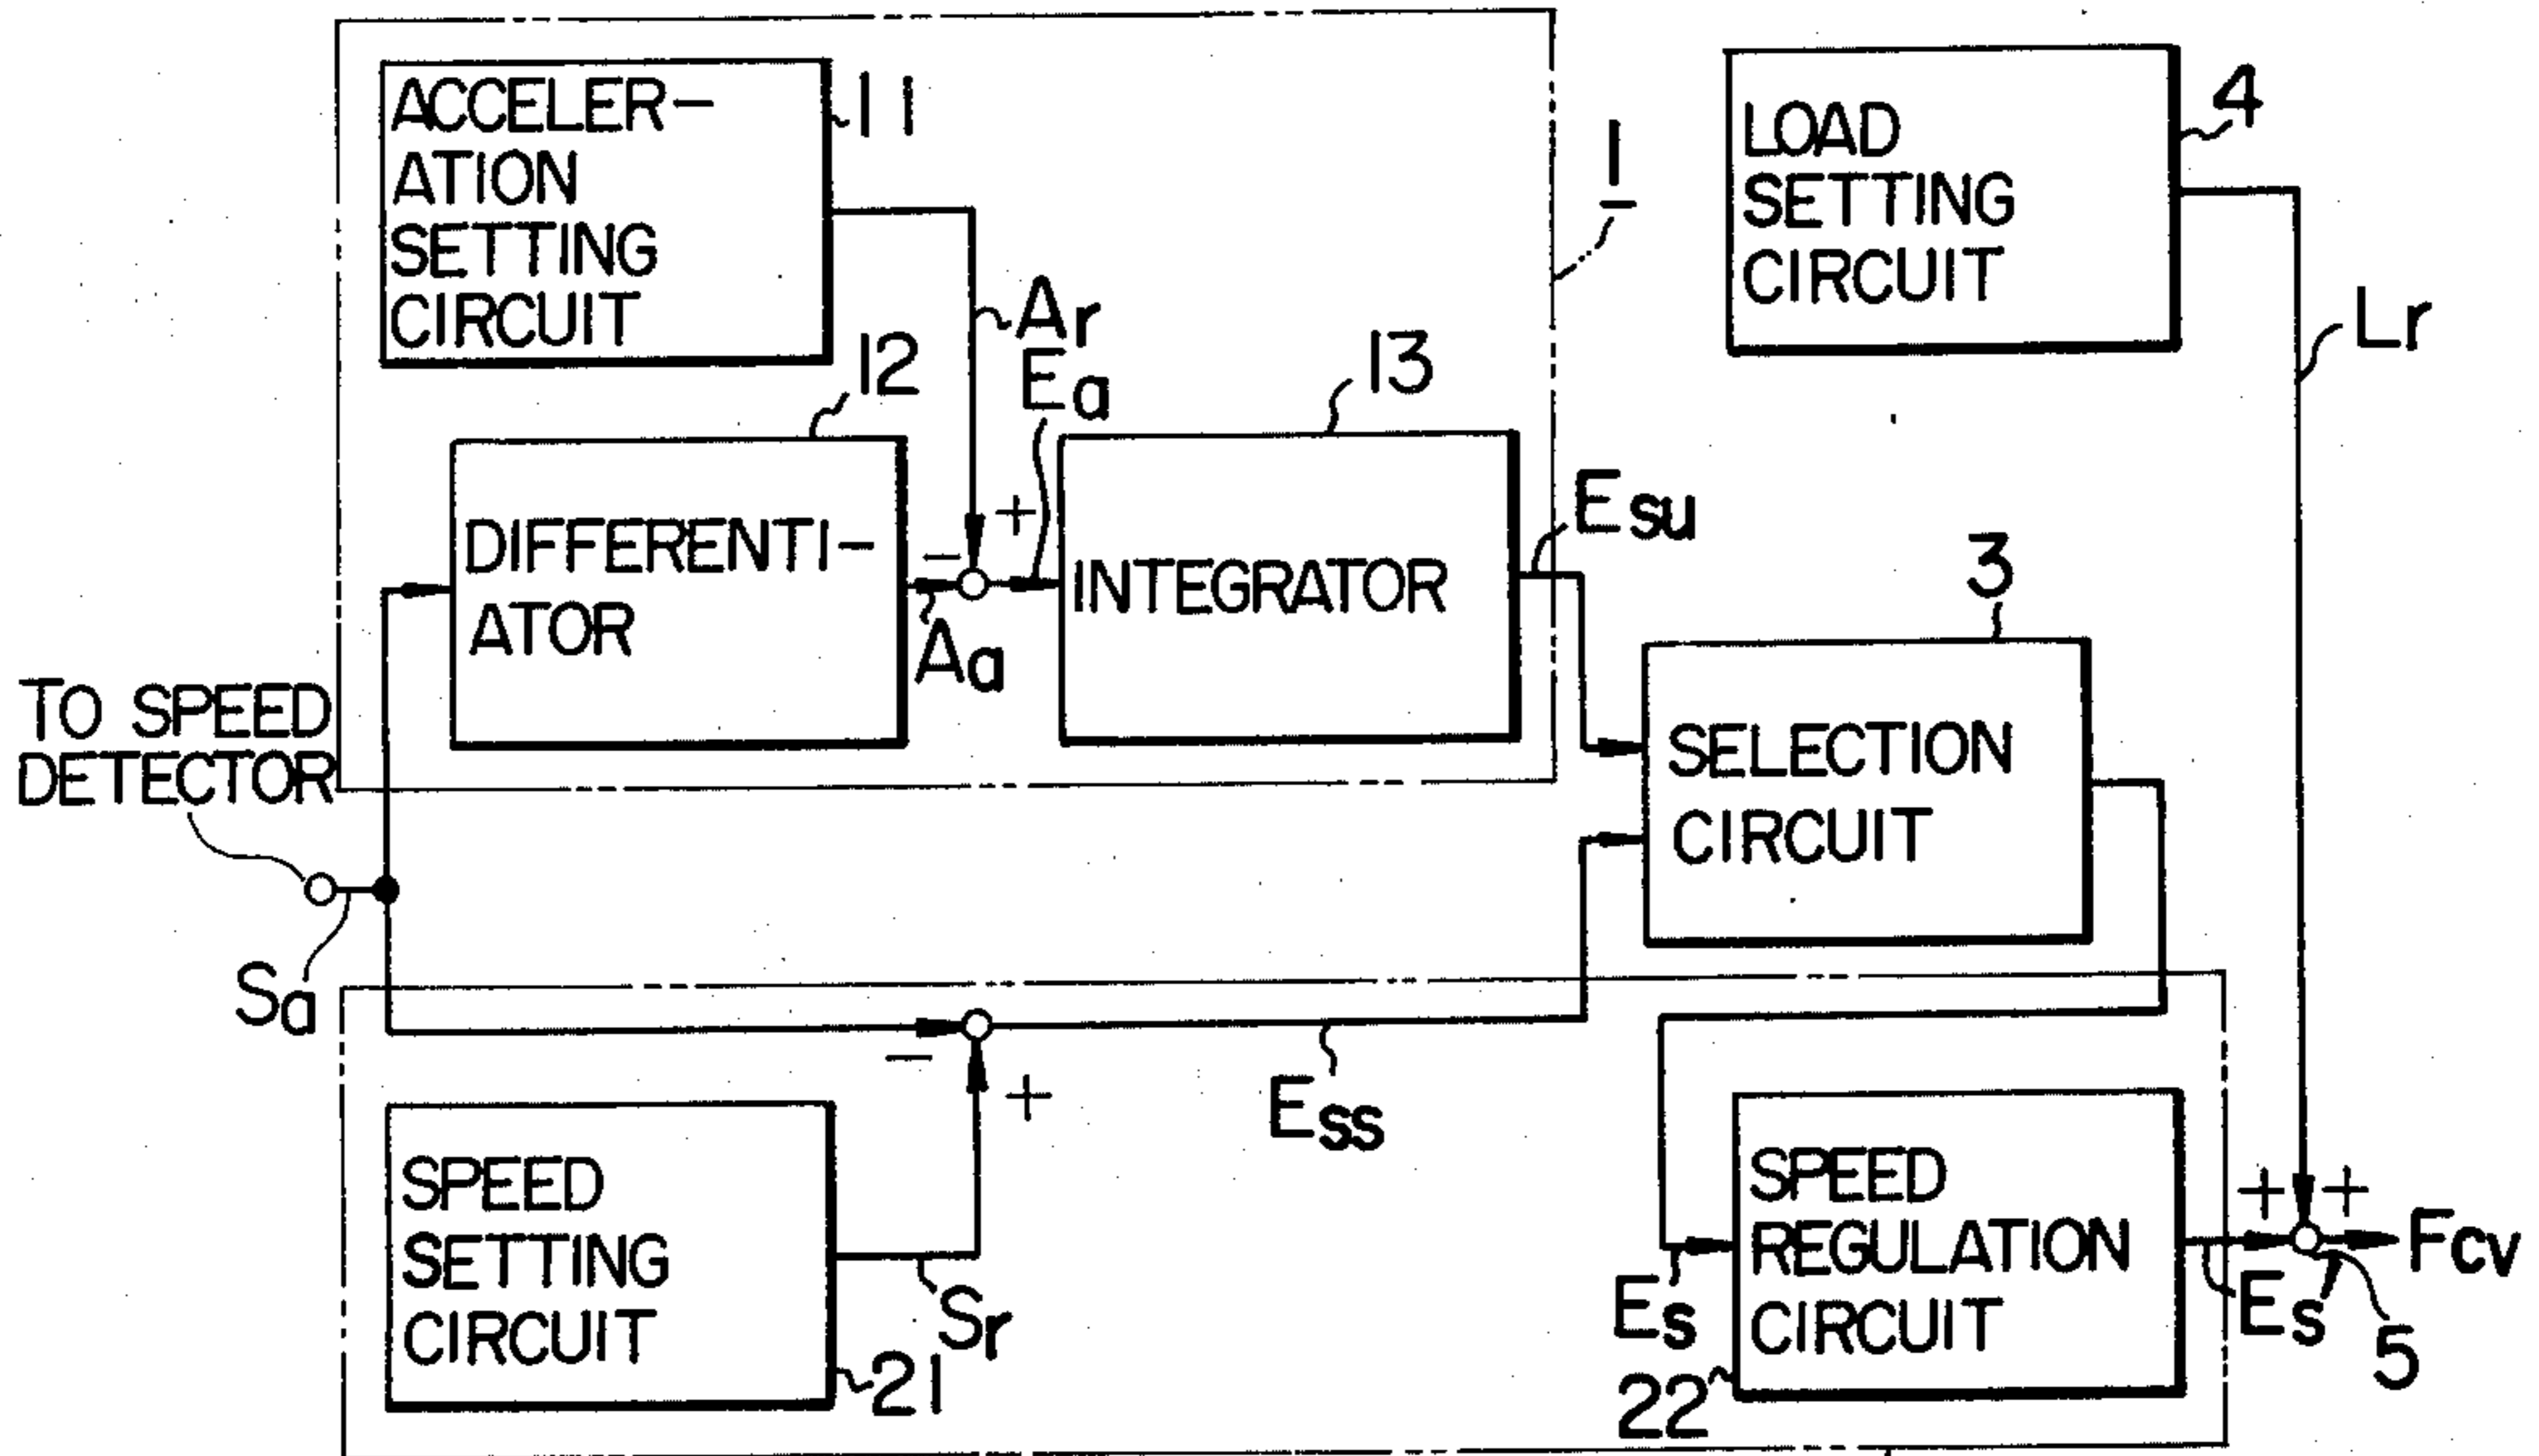 ACCELER-
ATION
SETTING
CIRCUIT
11
Ar
12
DIFFERENTI-
ATOR
-
+
Aa
Ea
13
INTEGRATOR
1
Esu
LOAD
SETTING
CIRCUIT
4
Lr
3
SELECTION
CIRCUIT
TO SPEED
DETECTOR
Sa
-
+
Ess
SPEED
SETTING
CIRCUIT
21
Sr
Es
SPEED
REGULATION
CIRCUIT
22
Es'
+
+
5
Fcv